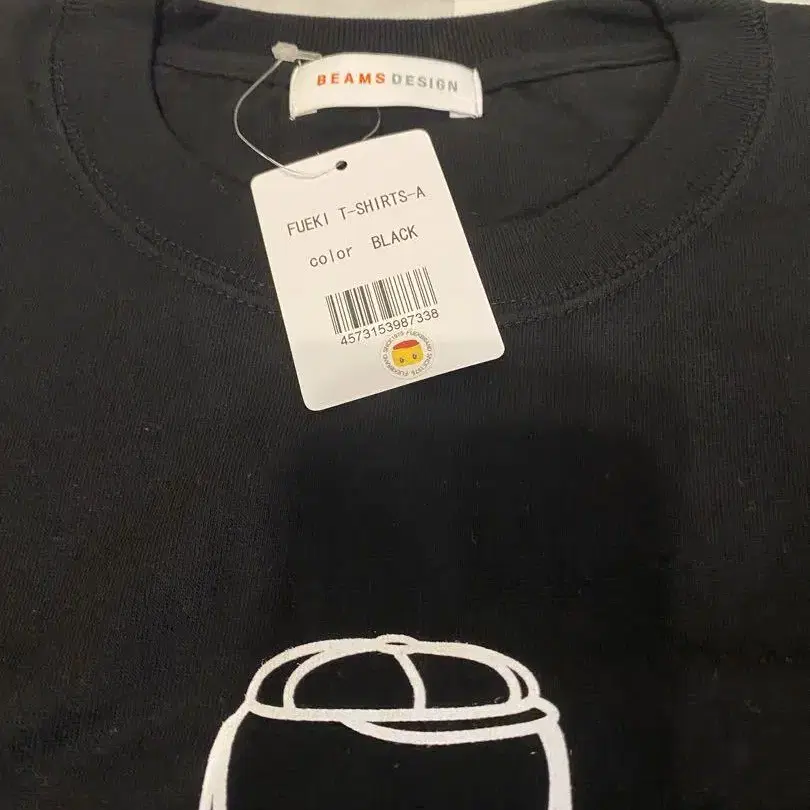 BEAMS DESIGN
FUEKI T-SHIRTS-A
color BLACK
4573153987338